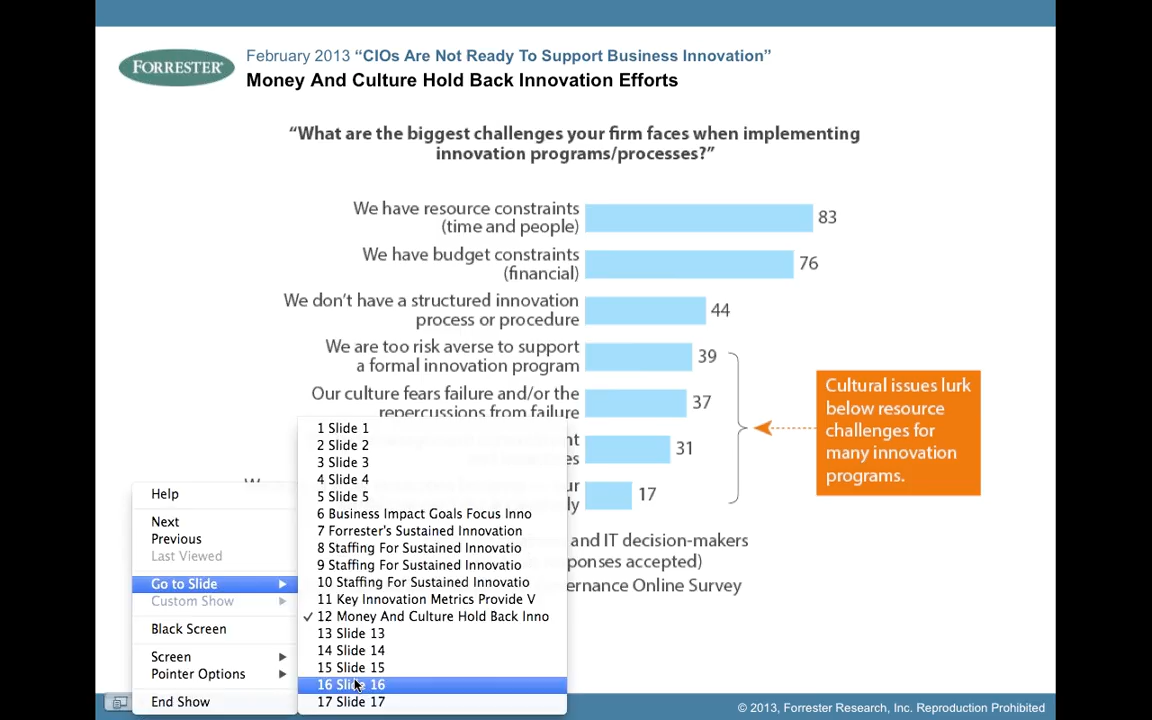 FORRESTER
February 2013 “CIOs Are Not Ready To Support Business Innovation”
Money And Culture Hold Back Innovation Efforts
“What are the biggest challenges your firm faces when implementing
innovation programs/processes?”
We have resource constraints
(time and people)
83
We have budget constraints
(financial)
76
We don’t have a structured innovation
process or procedure
44
We are too risk averse to support
a formal innovation program
39
Our culture fears failure and/or the
repercussions from failure
37
31
17
Cultural issues lurk
below resource
challenges for
many innovation
programs.
and IT decision-makers
responses accepted)
Online Survey
Help
Next
Previous
Last Viewed
Go to Slide
Custom Show
Black Screen
Screen
Pointer Options
End Show
1 Slide 1
2 Slide 2
3 Slide 3
4 Slide 4
5 Slide 5
6 Business Impact Goals Focus Inno
7 Forrester's Sustained Innovation
8 Staffing For Sustained Innovatio
9 Staffing For Sustained Innovatio
10 Staffing For Sustained Innovatio
11 Key Innovation Metrics Provide V
✓ 12 Money And Culture Hold Back Inno
13 Slide 13
14 Slide 14
15 Slide 15
16 Slide 16
17 Slide 17
© 2013, Forrester Research, Inc. Reproduction Prohibited